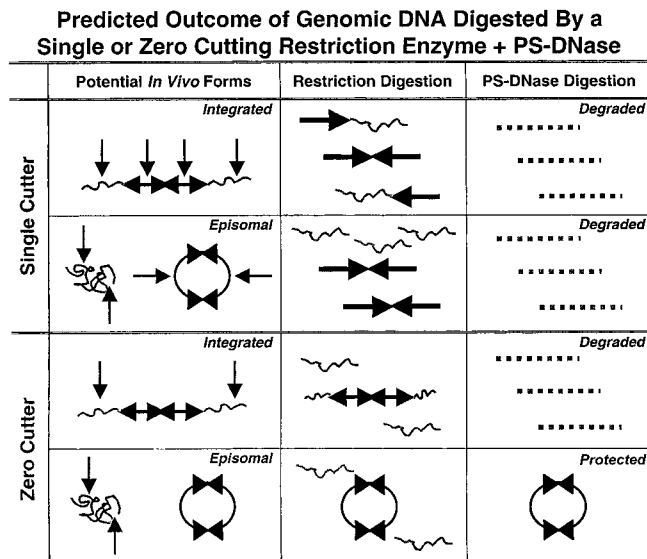 Predicted Outcome of Genomic DNA Digested By a
Single or Zero Cutting Restriction Enzyme + PS-DNase
Potential In Vivo Forms
Restriction Digestion
PS-DNase Digestion
Single Cutter
Integrated
Degraded
Episomal
Degraded
Zero Cutter
Integrated
Degraded
Episomal
Protected